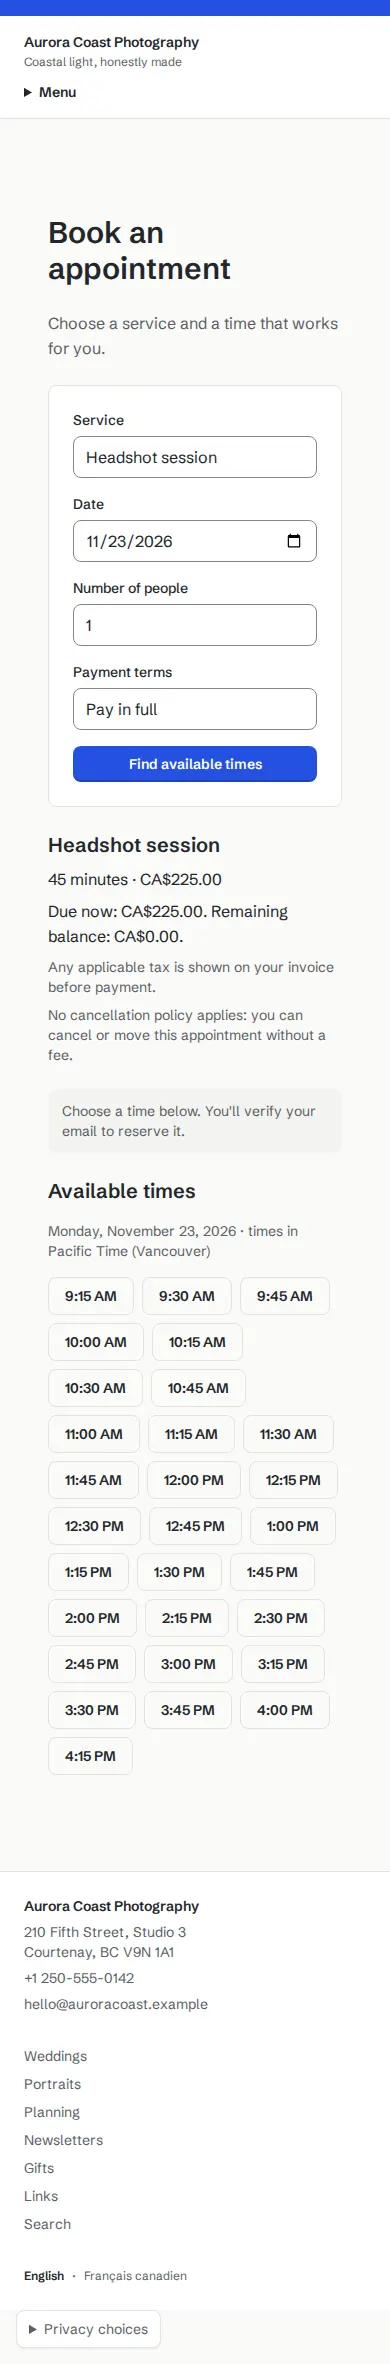 Aurora Coast Photography
Coastal light, honestly made
Menu
Book an
appointment
Choose a service and a time that works
for you.
Service
Headshot session
Date
11/23/2026
Number of people
1
Payment terms
Pay in full
Find available times
Headshot session
45 minutes · CA$225.00
Due now: CA$225.00. Remaining
balance: CA$0.00.
Any applicable tax is shown on your invoice
before payment.
No cancellation policy applies: you can
cancel or move this appointment without a
fee.
Choose a time below. You'll verify your
email to reserve it.
Available times
Monday, November 23, 2026 · times in
Pacific Time (Vancouver)
9:15 AM 9:30 AM 9:45 AM
10:00 AM 10:15 AM
10:30 AM 10:45 AM
11:00 AM 11:15 AM 11:30 AM
11:45 AM 12:00 PM 12:15 PM
12:30 PM 12:45 PM 1:00 PM
1:15 PM 1:30 PM 1:45 PM
2:00 PM 2:15 PM 2:30 PM
2:45 PM 3:00 PM 3:15 PM
3:30 PM 3:45 PM 4:00 PM
4:15 PM
Aurora Coast Photography
210 Fifth Street, Studio 3
Courtenay, BC V9N 1A1
+1 250-555-0142
hello@auroracoast.example
Weddings
Portraits
Planning
Newsletters
Gifts
Links
Search
English · Français canadien
Privacy choices